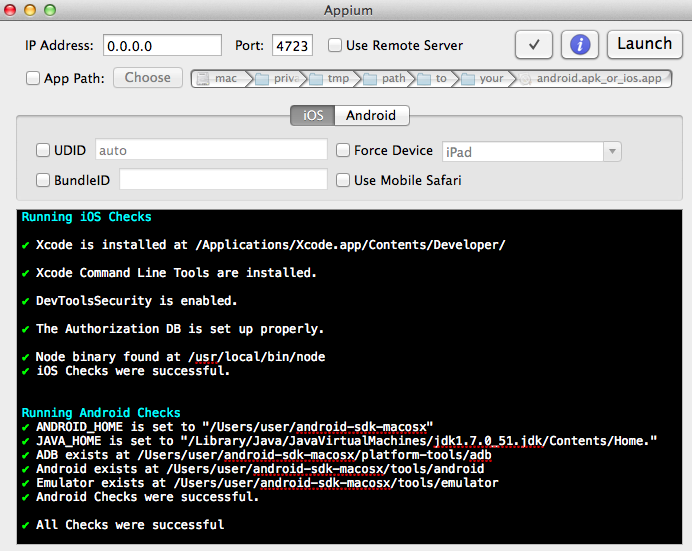 Appium
IP Address: 0.0.0.0 Port: 4723 Use Remote Server Launch
App Path: Choose mac priva tmp path to your android.apk_or_ios.app
iOS Android
UDID auto Force Device iPad
BundleID Use Mobile Safari
Running iOS Checks
✔ Xcode is installed at /Applications/Xcode.app/Contents/Developer/
✔ Xcode Command Line Tools are installed.
✔ DevToolsSecurity is enabled.
✔ The Authorization DB is set up properly.
✔ Node binary found at /usr/local/bin/node
✔ iOS Checks were successful.
Running Android Checks
✔ ANDROID_HOME is set to "/Users/user/android-sdk-macosx"
✔ JAVA_HOME is set to "/Library/Java/JavaVirtualMachines/jdk1.7.0_51.jdk/Contents/Home."
✔ ADB exists at /Users/user/android-sdk-macosx/platform-tools/adb
✔ Android exists at /Users/user/android-sdk-macosx/tools/android
✔ Emulator exists at /Users/user/android-sdk-macosx/tools/emulator
✔ Android Checks were successful.
✔ All Checks were successful